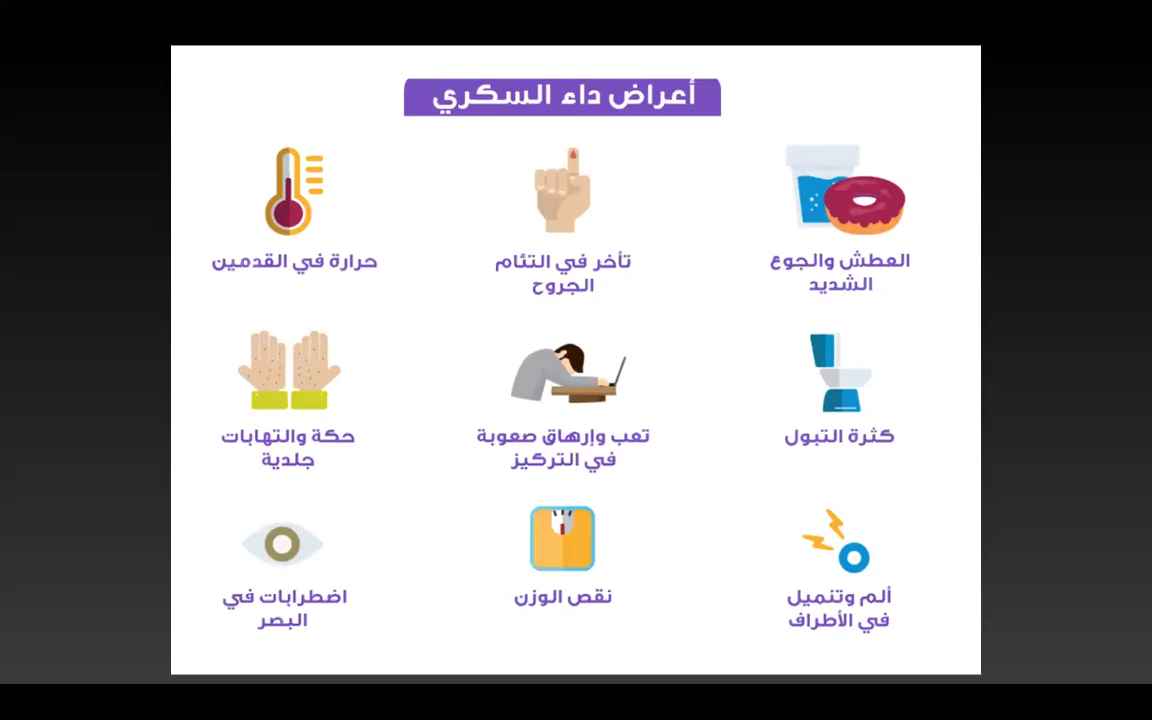 أعراض داء السكري
العطش والجوع
الشديد
تأخر في التئام
الجروح
حرارة في القدمين
كثرة التبول
تعب وإرهاق صعوبة
في التركيز
حكة والتهابات
جلدية
ألم وتنميل
في الأطراف
نقص الوزن
اضطرابات في
البصر